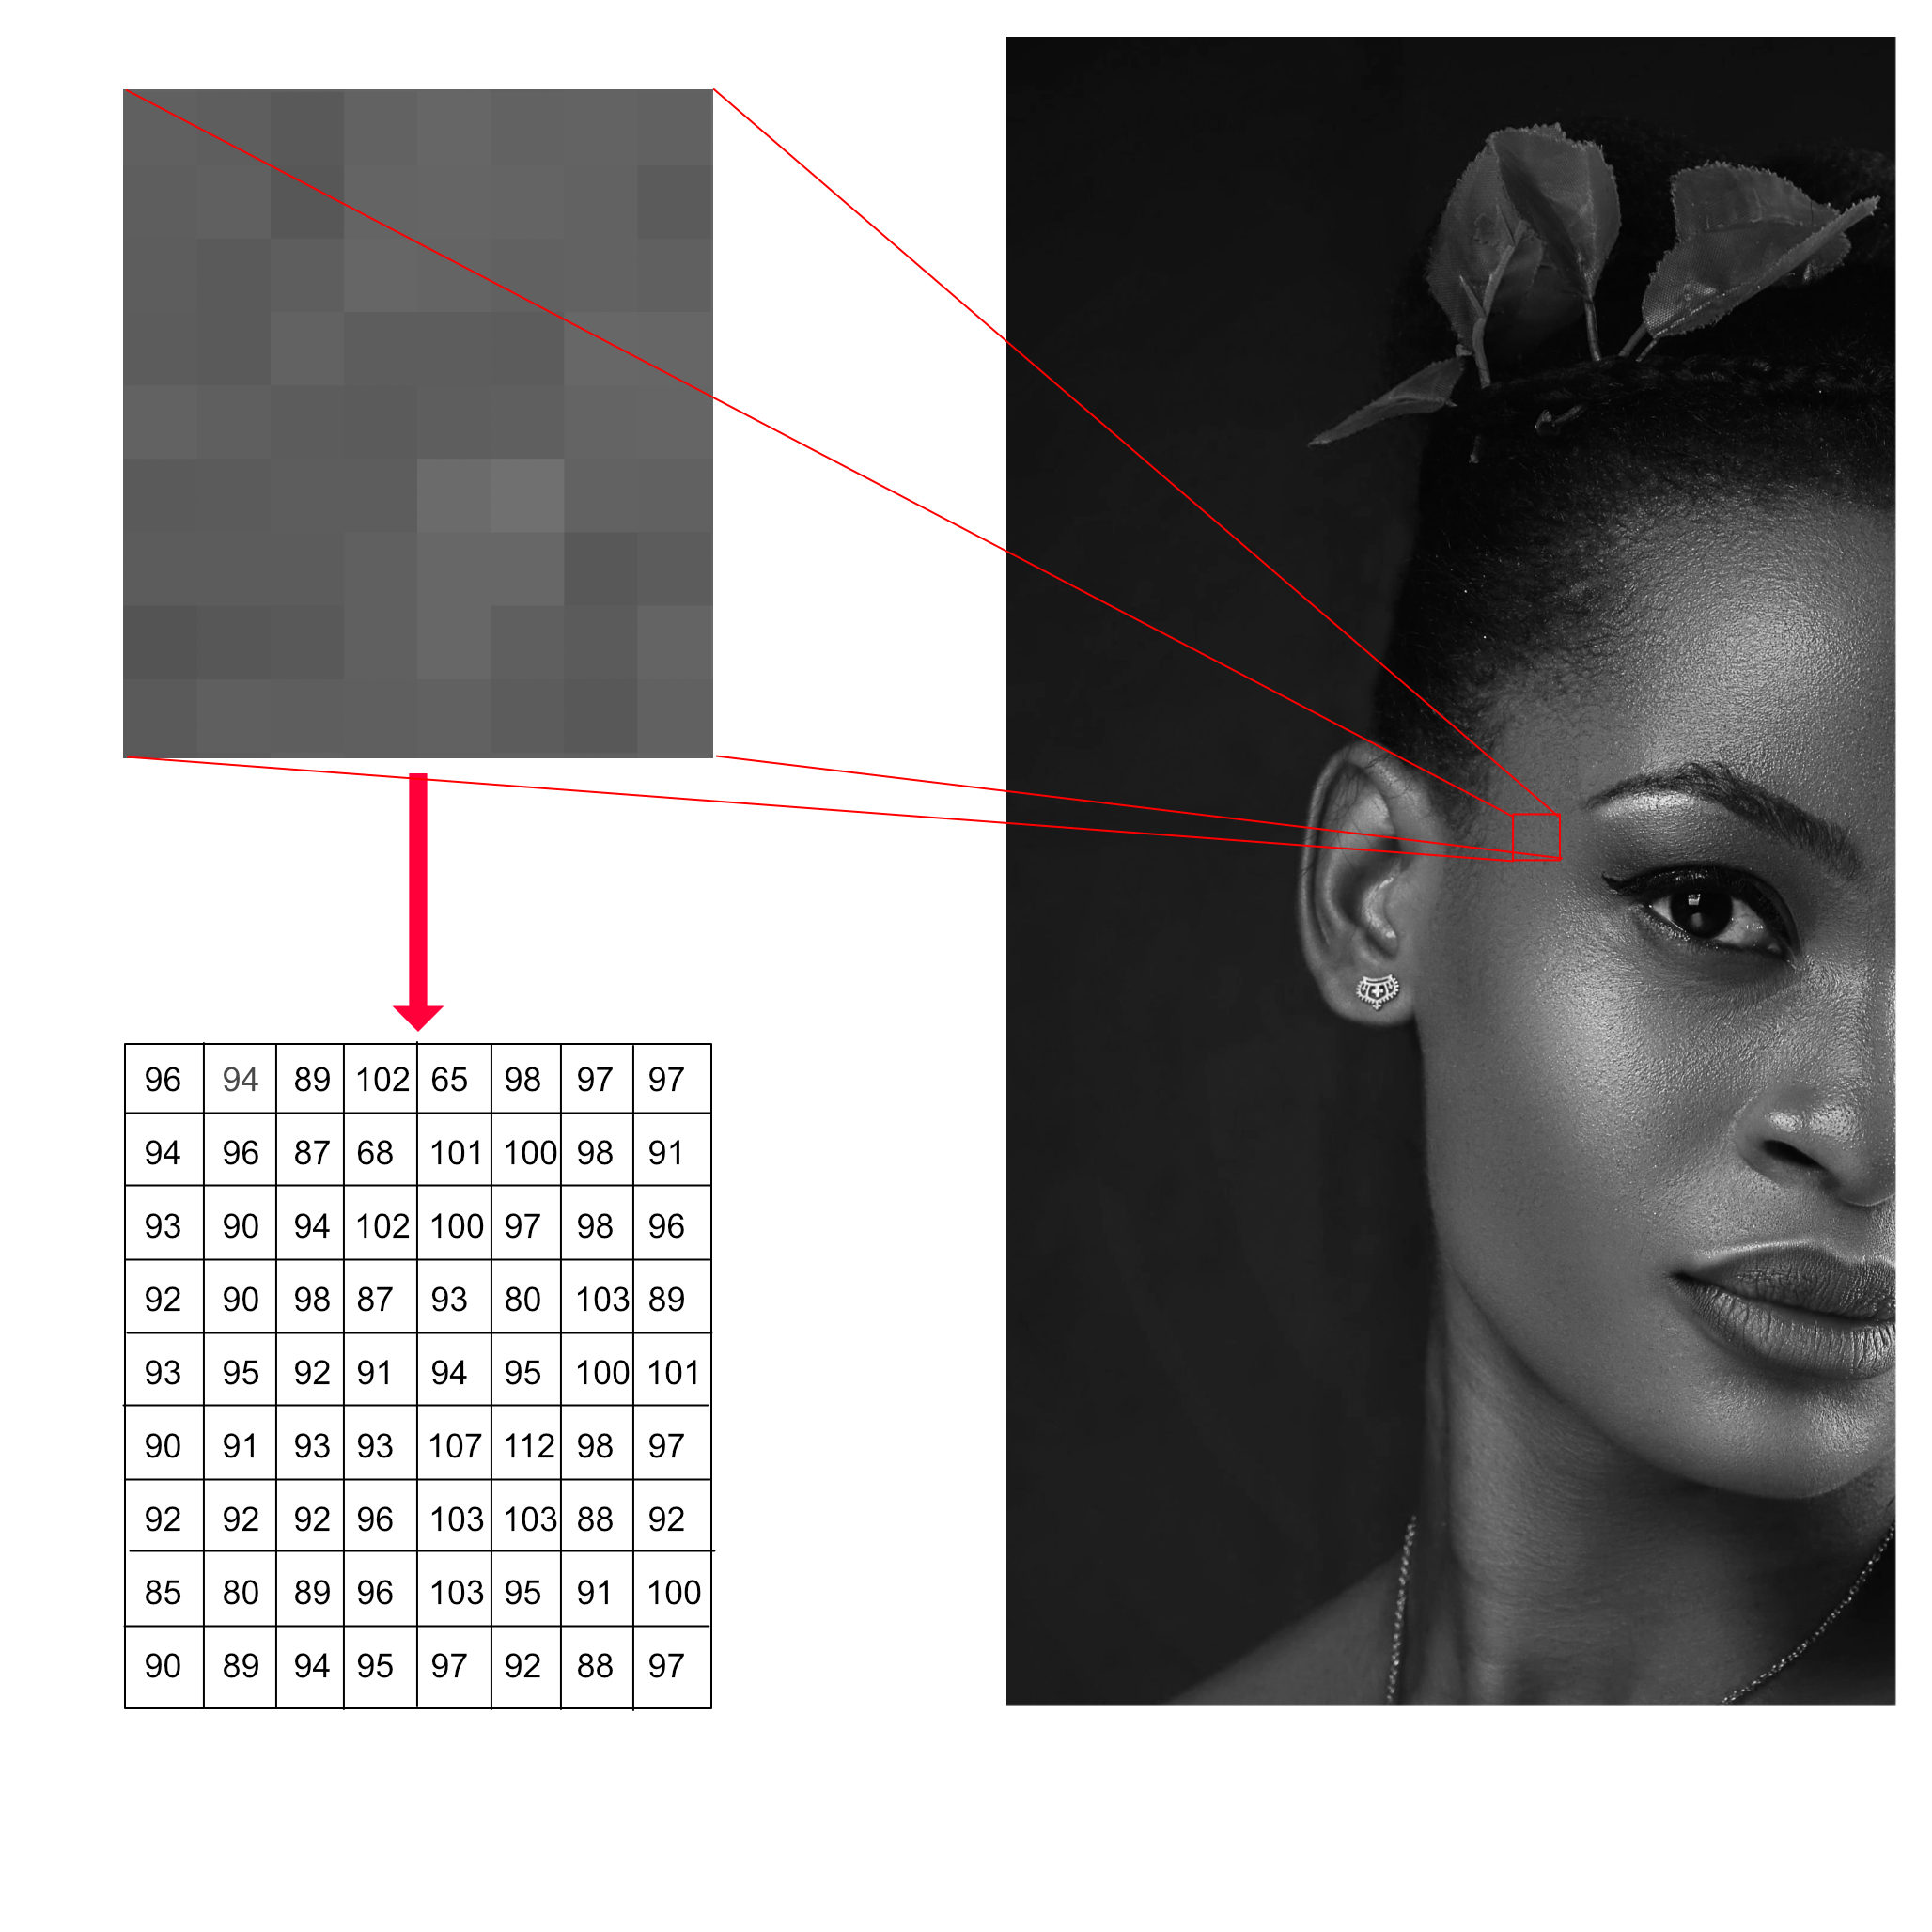 96 94 89 102 65 98 97 97
94 96 87 68 101 100 98 91
93 90 94 102 100 97 98 96
92 90 98 87 93 80 103 89
93 95 92 91 94 95 100 101
90 91 93 93 107 112 98 97
92 92 92 96 103 103 88 92
85 80 89 96 103 95 91 100
90 89 94 95 97 92 88 97